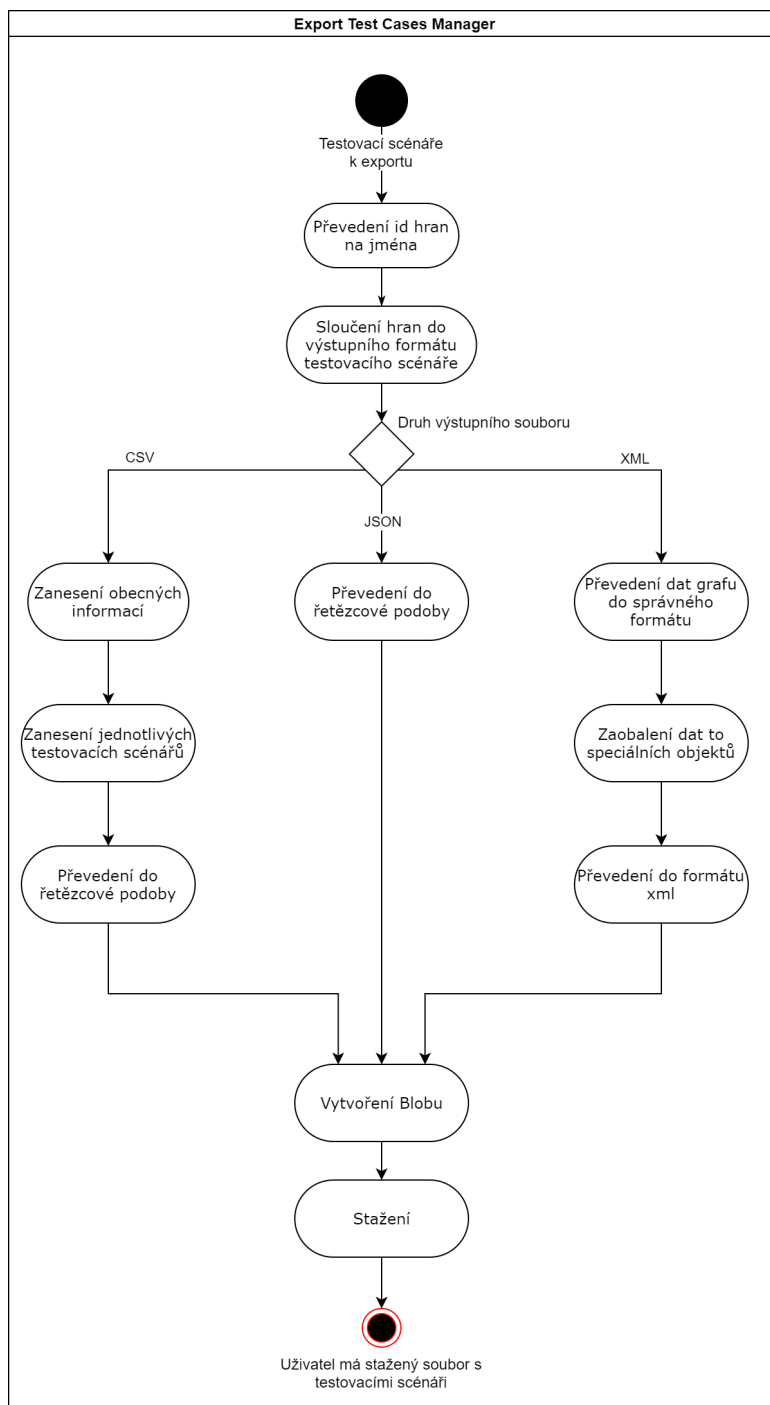 Export Test Cases Manager
Testovací scénáře
k exportu
Převedení id hran
na jména
Sloučení hran do
výstupního formátu
testovacího scénáře
Druh výstupního souboru
CSV
XML
JSON
Zanesení obecných
informací
Převedení do
řetězcové podoby
Převedení dat grafu
do správného
formátu
Zanesení jednotlivých
testovacích scénářů
Zaobalení dat to
speciálních objektů
Převedení do
řetězcové podoby
Převedení do formátu
xml
Vytvoření Blobu
Stažení
Uživatel má stažený soubor s
testovacími scénáři